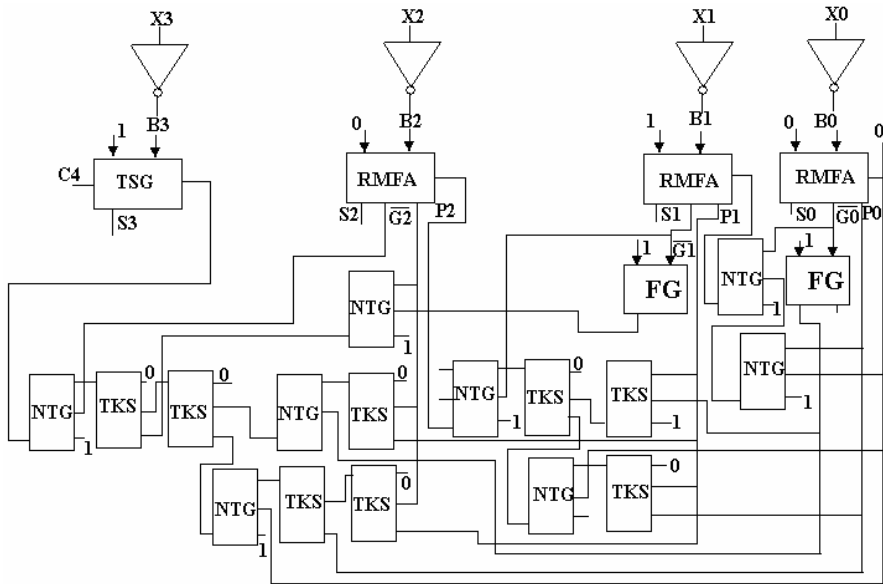 X3 X2 X1 X0
B3 B2 B1 B0
1 0 1 0 0
C4 TSG RMFA RMFA RMFA
S3 S2 G2 P2 S1 P1 S0 G0 P0
1 G1 1
NTG FG NTG FG
1 1
NTG
0 0 0 0 1
NTG TKS TKS NTG TKS NTG TKS TKS
1 1 1
0 0
NTG TKS TKS NTG TKS
1